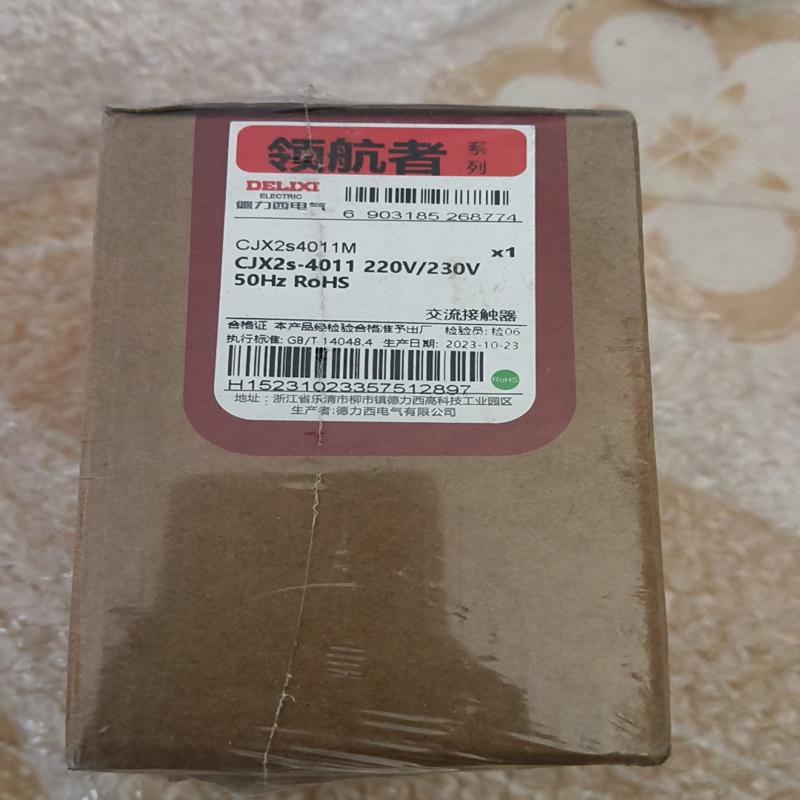 领航者 系列
DELIXI
ELECTRIC
德力西电气
6 903185 268774
CJX2s4011M
x1
CJX2s-4011 220V/230V
50Hz RoHS
交流接触器
合格证 本产品经检验合格准予出厂 检验员: 检06
执行标准: GB/T 14048.4 生产日期: 2023-10-23
RoHS
H15231023357512897
地址: 浙江省乐清市柳市镇德力西高科技工业园区
生产者:德力西电气有限公司